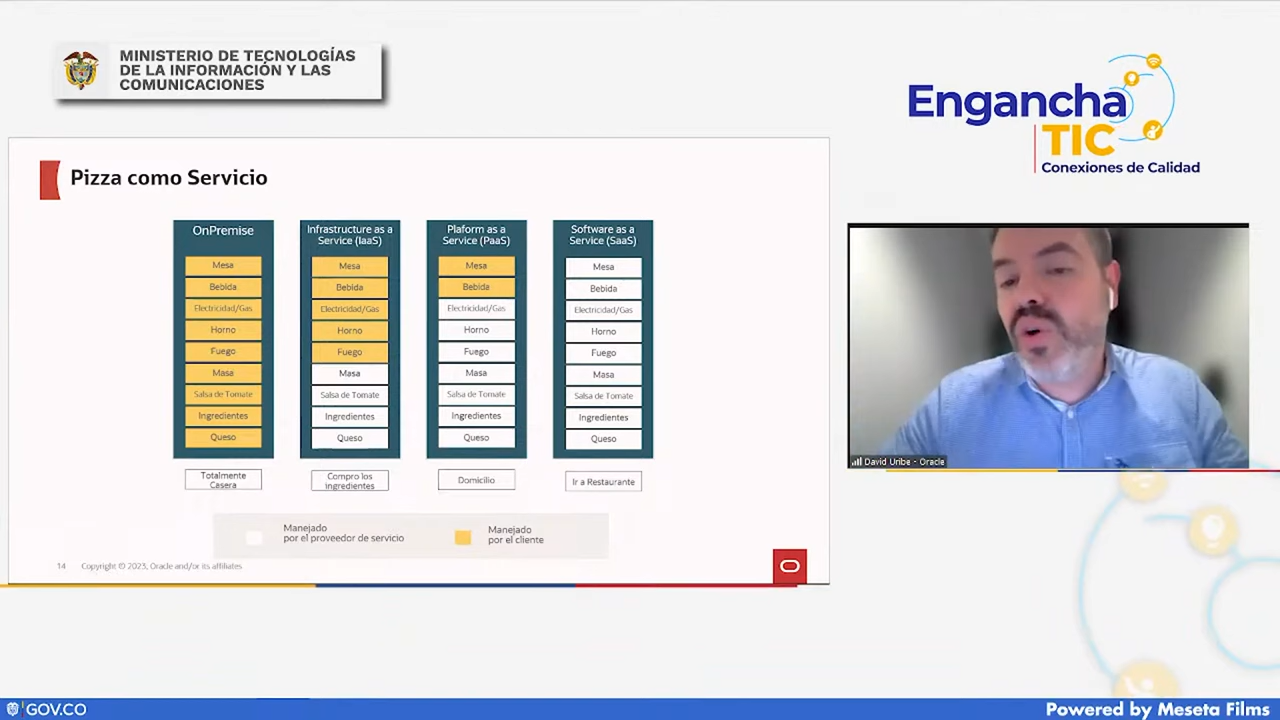 MINISTERIO DE TECNOLOGÍAS
DE LA INFORMACIÓN Y LAS
COMUNICACIONES
Engancha
TIC
Conexiones de Calidad
Pizza como Servicio
OnPremise
Mesa
Bebida
Electricidad/Gas
Horno
Fuego
Masa
Salsa de Tomate
Ingredientes
Queso
Totalmente
Casera
Infrastructure as a
Service (IaaS)
Mesa
Bebida
Electricidad/Gas
Horno
Fuego
Masa
Salsa de Tomate
Ingredientes
Queso
Compro los
ingredientes
Plaform as a
Service (PaaS)
Mesa
Bebida
Electricidad/Gas
Horno
Fuego
Masa
Salsa de Tomate
Ingredientes
Queso
Domicilio
Software as a
Service (SaaS)
Mesa
Bebida
Electricidad/Gas
Horno
Fuego
Masa
Salsa de Tomate
Ingredientes
Queso
Ir a Restaurante
Manejado
por el proveedor de servicio
Manejado
por el cliente
14 Copyright © 2023, Oracle and/or its affiliates
David Uribe - Oracle
GOV.CO
Powered by Meseta Films